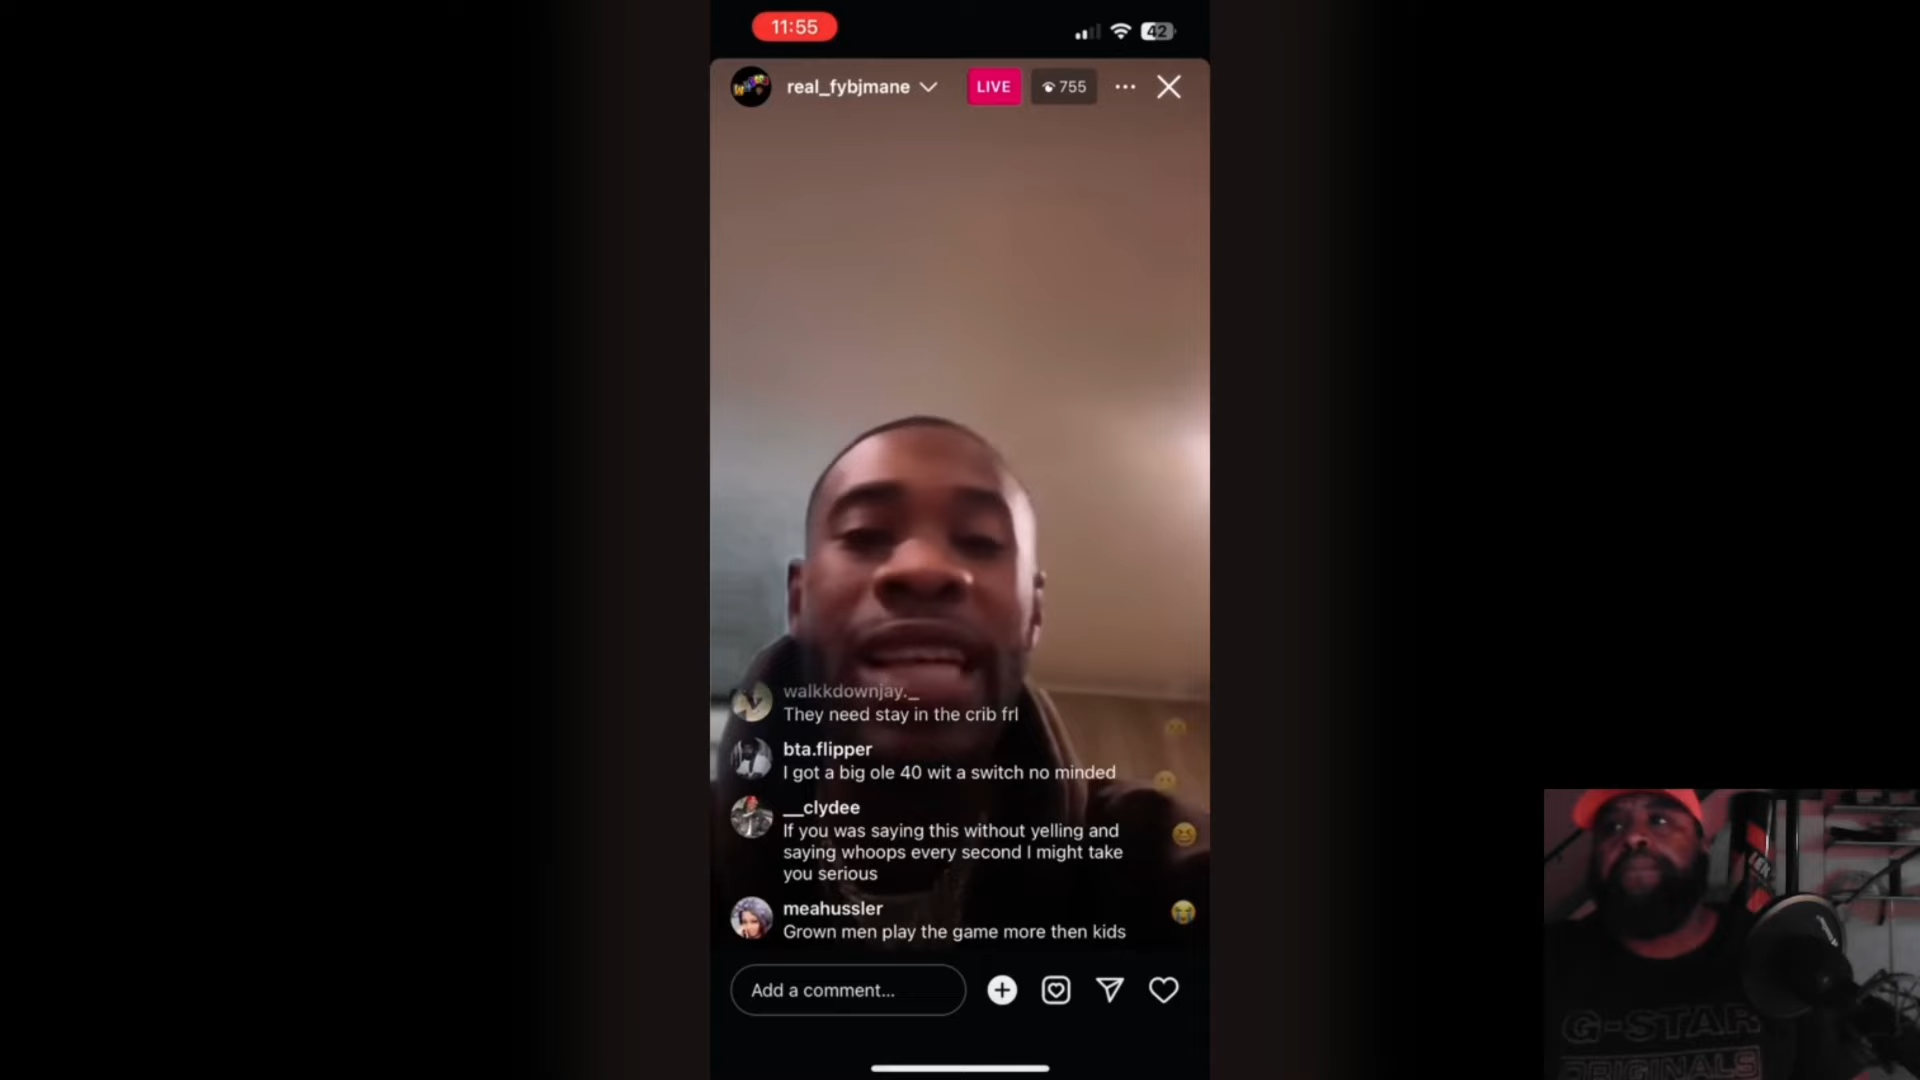 11:55
42
real_fybjmane
LIVE
755
walkkdownjay._
They need stay in the crib frl
bta.flipper
I got a big ole 40 wit a switch no minded
__clydee
If you was saying this without yelling and
saying whoops every second I might take
you serious
meahussler
Grown men play the game more then kids
Add a comment...
G-STAR
ORIGINALS